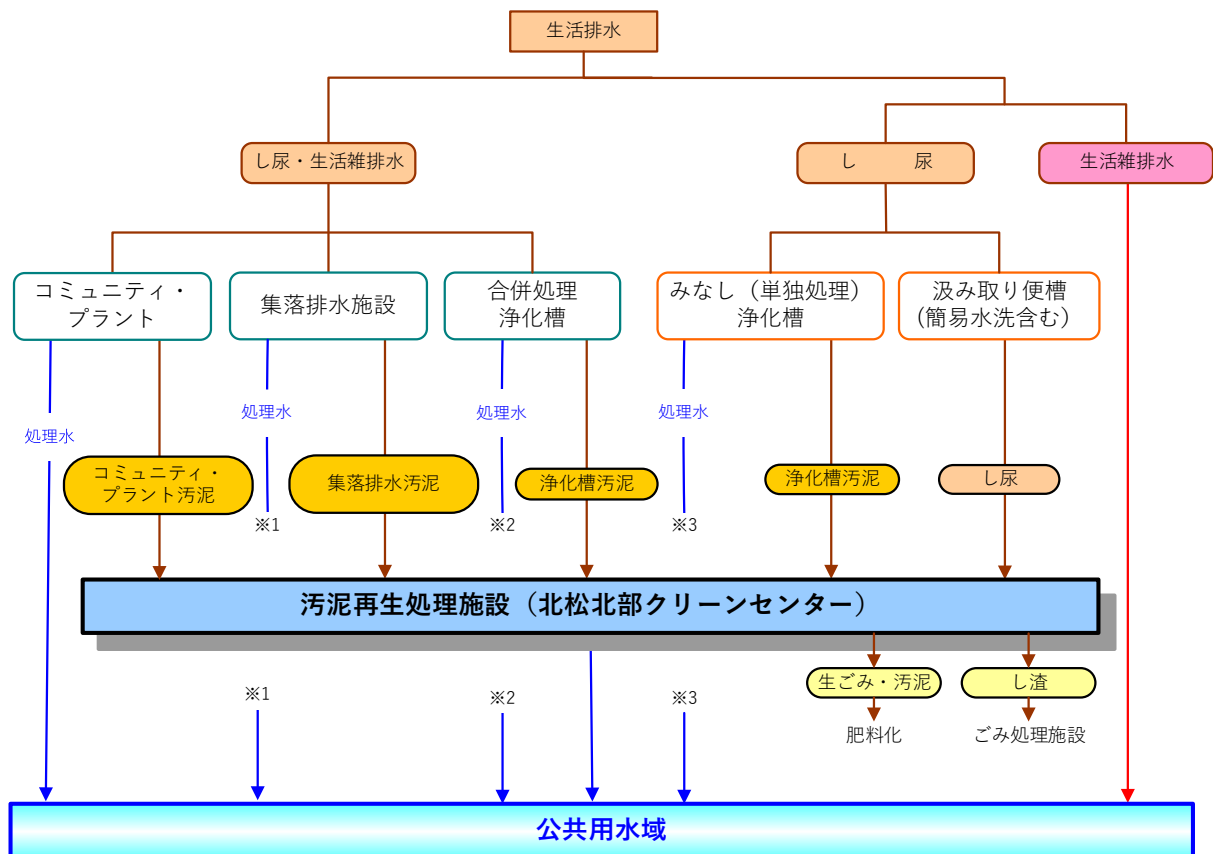 生活排水
し尿・生活雑排水
し　　尿
生活雑排水
コミュニティ・
プラント
集落排水施設
合併処理
浄化槽
みなし（単独処理）
浄化槽
汲み取り便槽
(簡易水洗含む)
処理水
処理水
処理水
処理水
コミュニティ・
プラント汚泥
集落排水汚泥
浄化槽汚泥
浄化槽汚泥
し尿
※1
※2
※3
汚泥再生処理施設（北松北部クリーンセンター）
生ごみ・汚泥
し渣
※1
※2
※3
肥料化
ごみ処理施設
公共用水域